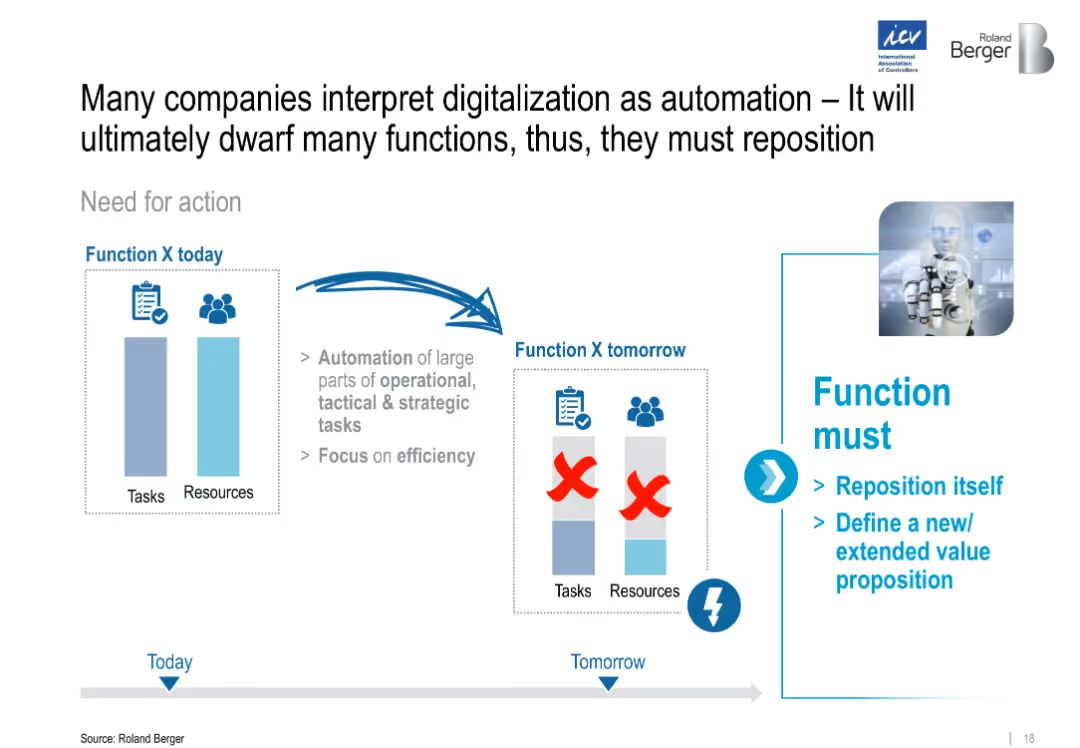 icv
International
Association
of Controllers
Roland
Berger
B
Many companies interpret digitalization as automation – It will
ultimately dwarf many functions, thus, they must reposition
Need for action
Function X today
Tasks
Resources
> Automation of large
parts of operational,
tactical & strategic
tasks
> Focus on efficiency
Function X tomorrow
Tasks
Resources
Function
must
> Reposition itself
> Define a new/
extended value
proposition
Today
Tomorrow
Source: Roland Berger
18